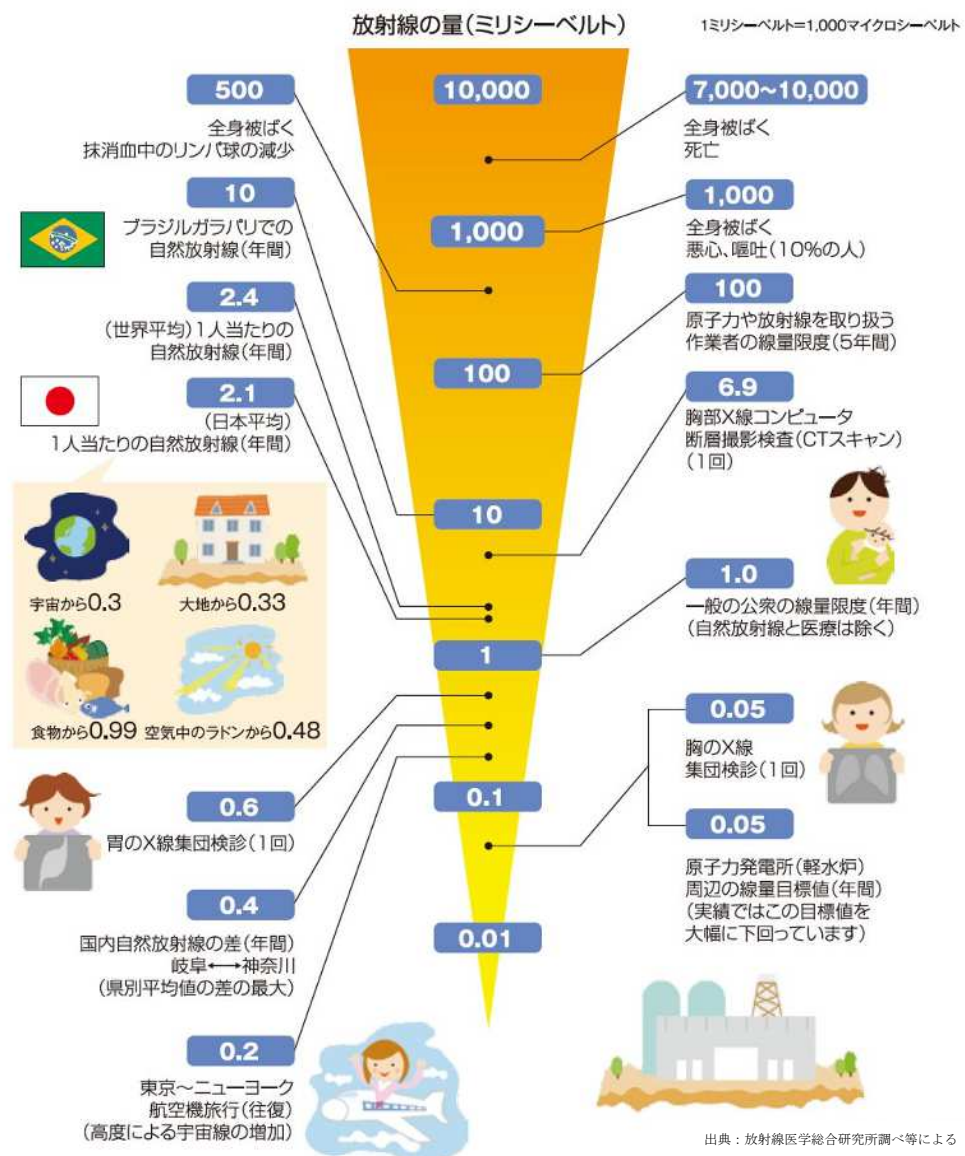 放射線の量(ミリシーベルト)
1ミリシーベルト=1,000マイクロシーベルト
10,000
1,000
100
10
1
0.1
0.01
500
全身被ばく
抹消血中のリンパ球の減少
10
ブラジルガラパリでの
自然放射線(年間)
2.4
(世界平均)1人当たりの
自然放射線(年間)
2.1
(日本平均)
1人当たりの自然放射線(年間)
宇宙から0.3
大地から0.33
食物から0.99
空気中のラドンから0.48
0.6
胃のX線集団検診(1回)
0.4
国内自然放射線の差(年間)
岐阜⟷神奈川
(県別平均値の差の最大)
0.2
東京〜ニューヨーク
航空機旅行(往復)
(高度による宇宙線の増加)
7,000〜10,000
全身被ばく
死亡
1,000
全身被ばく
悪心、嘔吐(10%の人)
100
原子力や放射線を取り扱う
作業者の線量限度(5年間)
6.9
胸部X線コンピュータ
断層撮影検査(CTスキャン)
(1回)
1.0
一般の公衆の線量限度(年間)
(自然放射線と医療は除く)
0.05
胸のX線
集団検診(1回)
0.05
原子力発電所(軽水炉)
周辺の線量目標値(年間)
(実績ではこの目標値を
大幅に下回っています)
出典:放射線医学総合研究所調べ等による